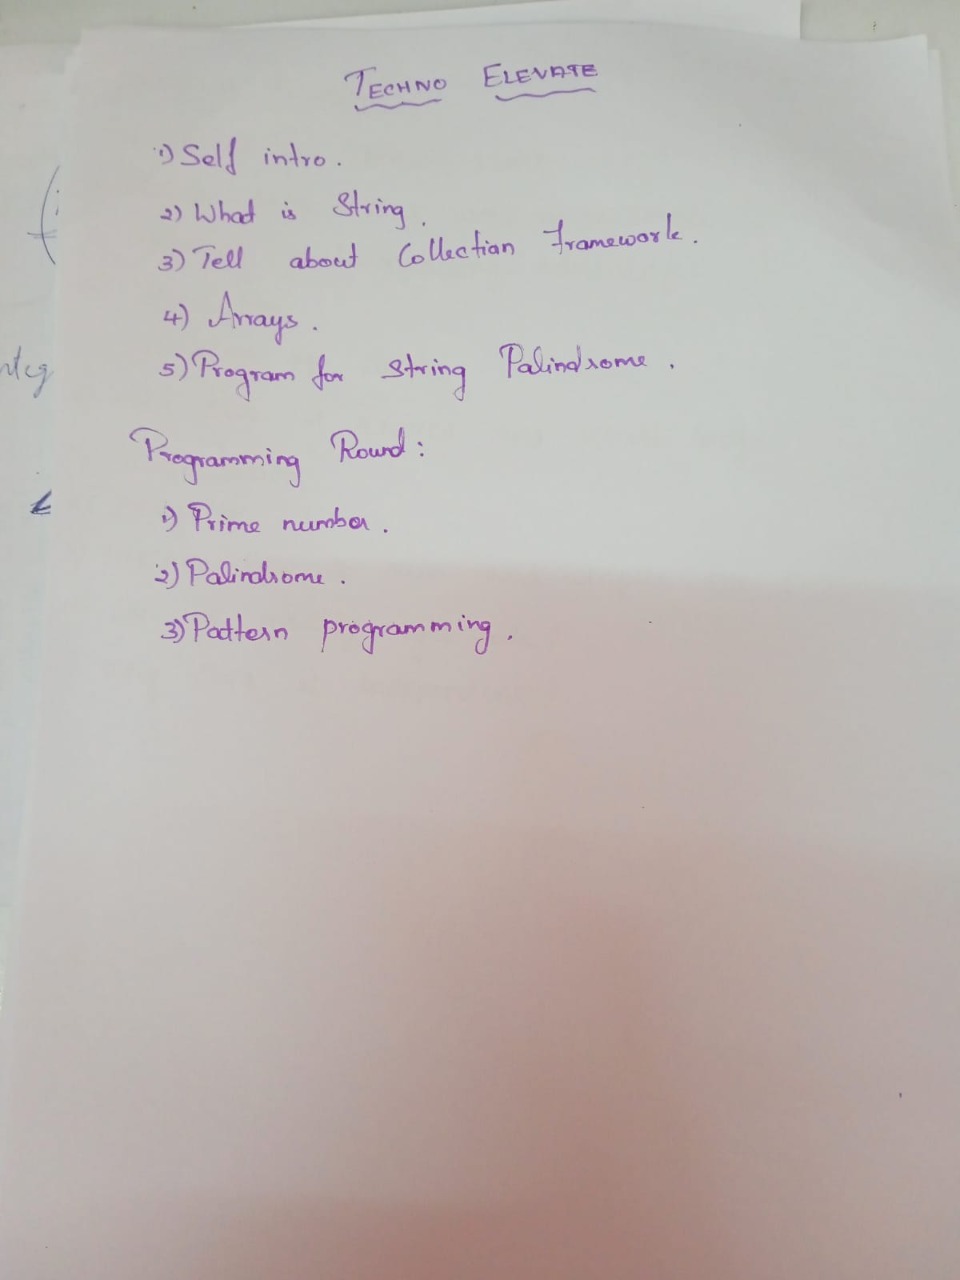 TECHNO ELEVATE
1) Self intro.
2) What is String.
3) Tell about Collection framework.
4) Arrays.
5) Program for String Palindrome.
Programming Round:
1) Prime number.
2) Palindrome.
3) Pattern programming.